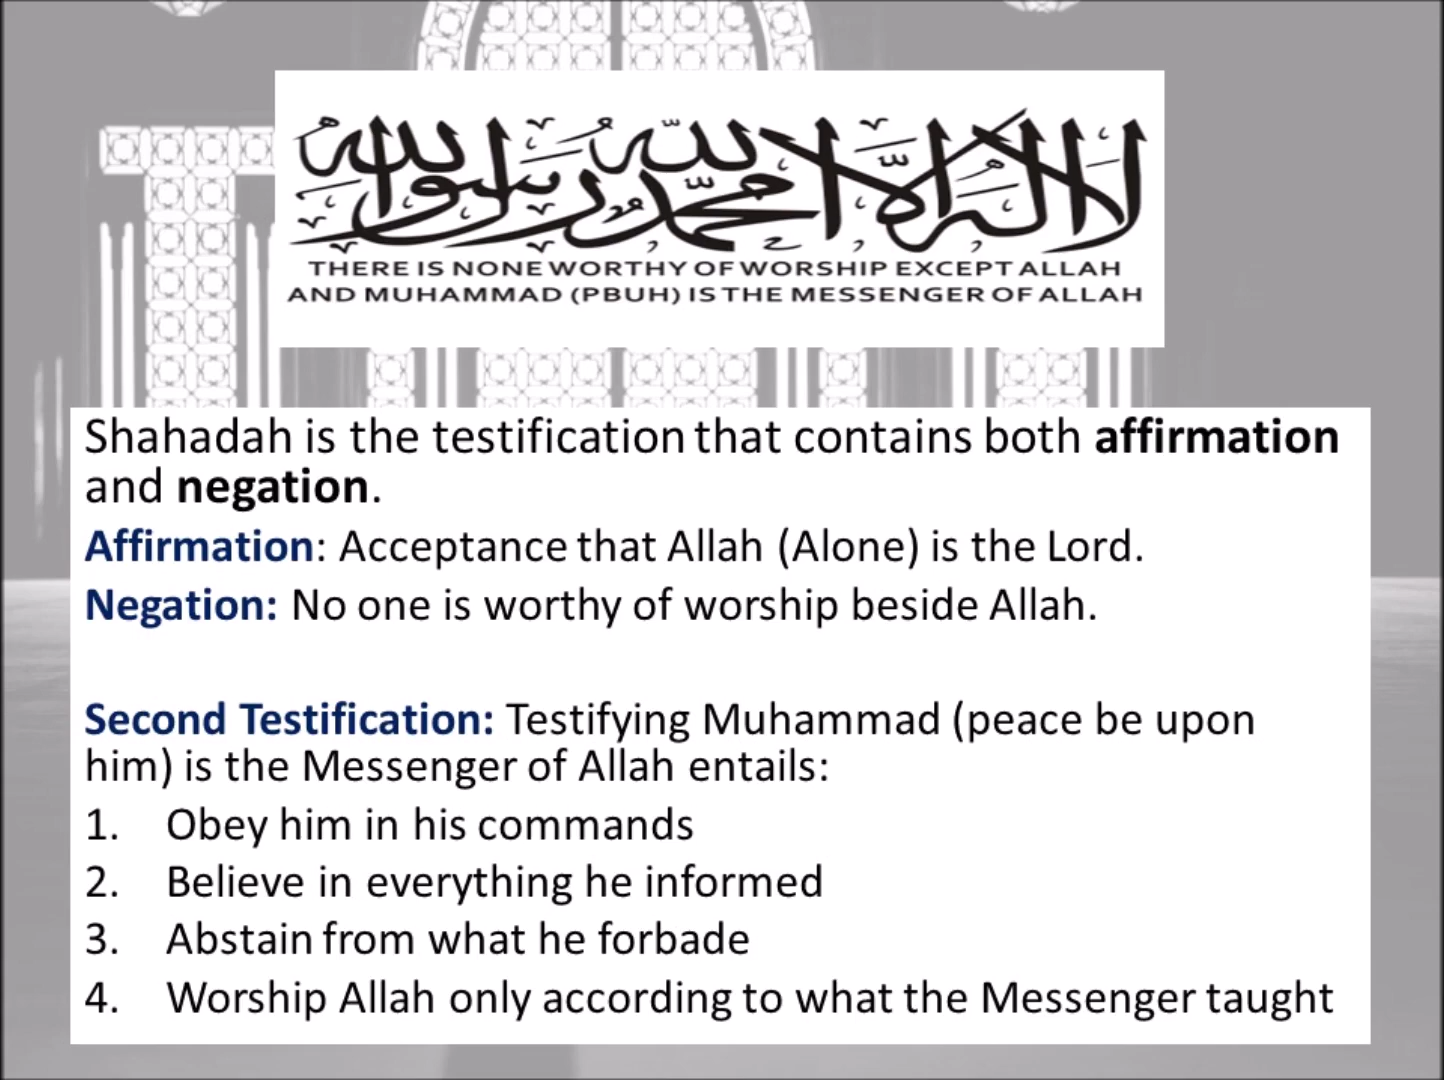 لا إله إلا الله محمد رسول الله
THERE IS NONE WORTHY OF WORSHIP EXCEPT ALLAH
AND MUHAMMAD (PBUH) IS THE MESSENGER OF ALLAH
Shahadah is the testification that contains both affirmation
and negation.
Affirmation: Acceptance that Allah (Alone) is the Lord.
Negation: No one is worthy of worship beside Allah.
Second Testification: Testifying Muhammad (peace be upon
him) is the Messenger of Allah entails:
1. Obey him in his commands
2. Believe in everything he informed
3. Abstain from what he forbade
4. Worship Allah only according to what the Messenger taught